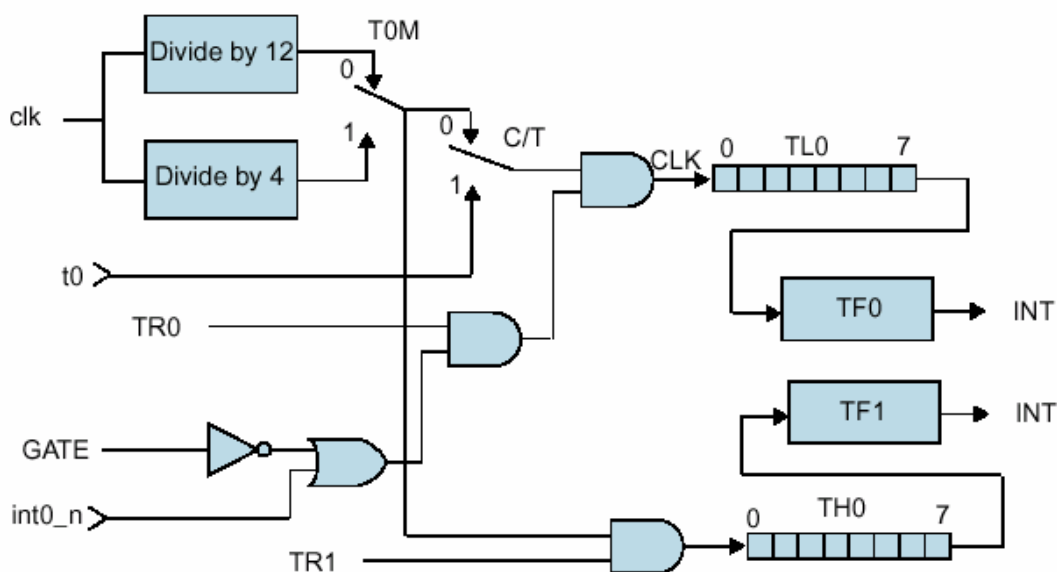 T0M
Divide by 12
0
clk
1
0
C/T
Divide by 4
1
CLK
0 TL0 7
t0
TR0
TF0
INT
TF1
INT
GATE
int0_n
0 TH0 7
TR1